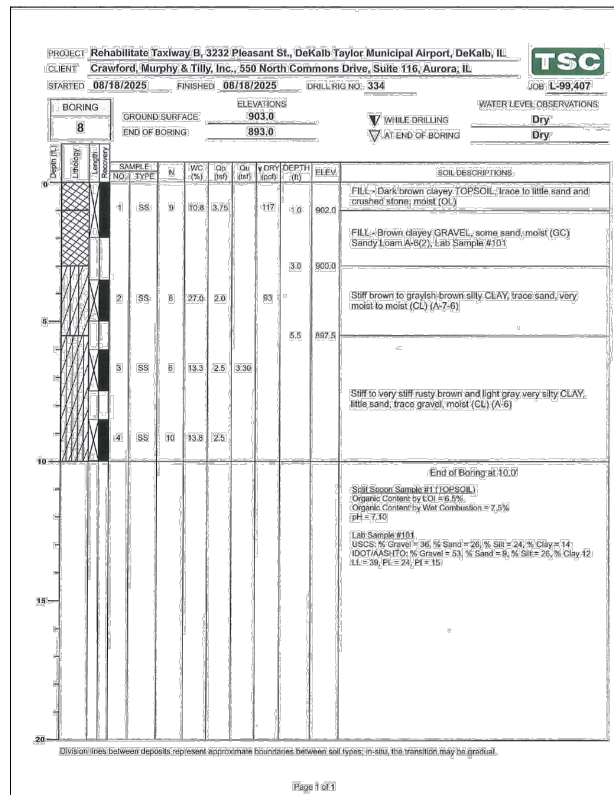 PROJECT Rehabilitate Taxiway B, 3232 Pleasant St., DeKalb Taylor Municipal Airport, DeKalb, IL
TSC
CLIENT Crawford, Murphy & Tilly, Inc., 550 North Commons Drive, Suite 116, Aurora, IL
STARTED 08/18/2025 FINISHED 08/18/2025 DRILL RIG NO. 334 JOB L-99,407
BORING 8
ELEVATIONS
GROUND SURFACE 903.0
END OF BORING 893.0
WATER LEVEL OBSERVATIONS
WHILE DRILLING Dry
AT END OF BORING Dry
Depth (ft.) Lithology Length Recovery SAMPLE NO. TYPE N WC (%) Qp (tsf) Qu (tsf) γ DRY (pcf) DEPTH (ft) ELEV. SOIL DESCRIPTIONS
0
FILL - Dark brown clayey TOPSOIL, trace to little sand and
crushed stone, moist (OL)
1 SS 9 10.8 3.75 117 1.0 902.0
FILL - Brown clayey GRAVEL, some sand, moist (GC)
Sandy Loam A-6(2), Lab Sample #101
3.0 900.0
2 SS 8 27.0 2.0 93
Stiff brown to grayish-brown silty CLAY, trace sand, very
moist to moist (CL) (A-7-6)
5
5.5 897.5
3 SS 8 13.3 2.5 3.30
Stiff to very stiff rusty brown and light gray very silty CLAY,
little sand, trace gravel, moist (CL) (A-6)
4 SS 10 13.8 2.5
10
End of Boring at 10.0'
Split Spoon Sample #1 (TOPSOIL)
Organic Content by LOI = 6.5%
Organic Content by Wet Combustion = 2.5%
pH = 7.10
Lab Sample #101
USCS: % Gravel = 36, % Sand = 26, % Silt = 24, % Clay = 14
IDOT/AASHTO: % Gravel = 53, % Sand = 9, % Silt = 26, % Clay 12
LL = 39, PL = 24, PI = 15
15
20
Division lines between deposits represent approximate boundaries between soil types; in-situ, the transition may be gradual.
Page 1 of 1